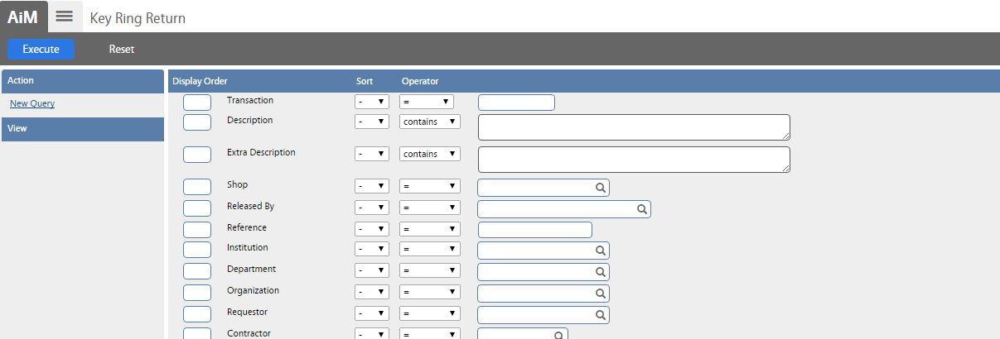 AiM Key Ring Return
Execute Reset
Action
New Query
View
Display Order Sort Operator
Transaction - =
Description - contains
Extra Description - contains
Shop - =
Released By - =
Reference - =
Institution - =
Department - =
Organization - =
Requestor - =
Contractor - =